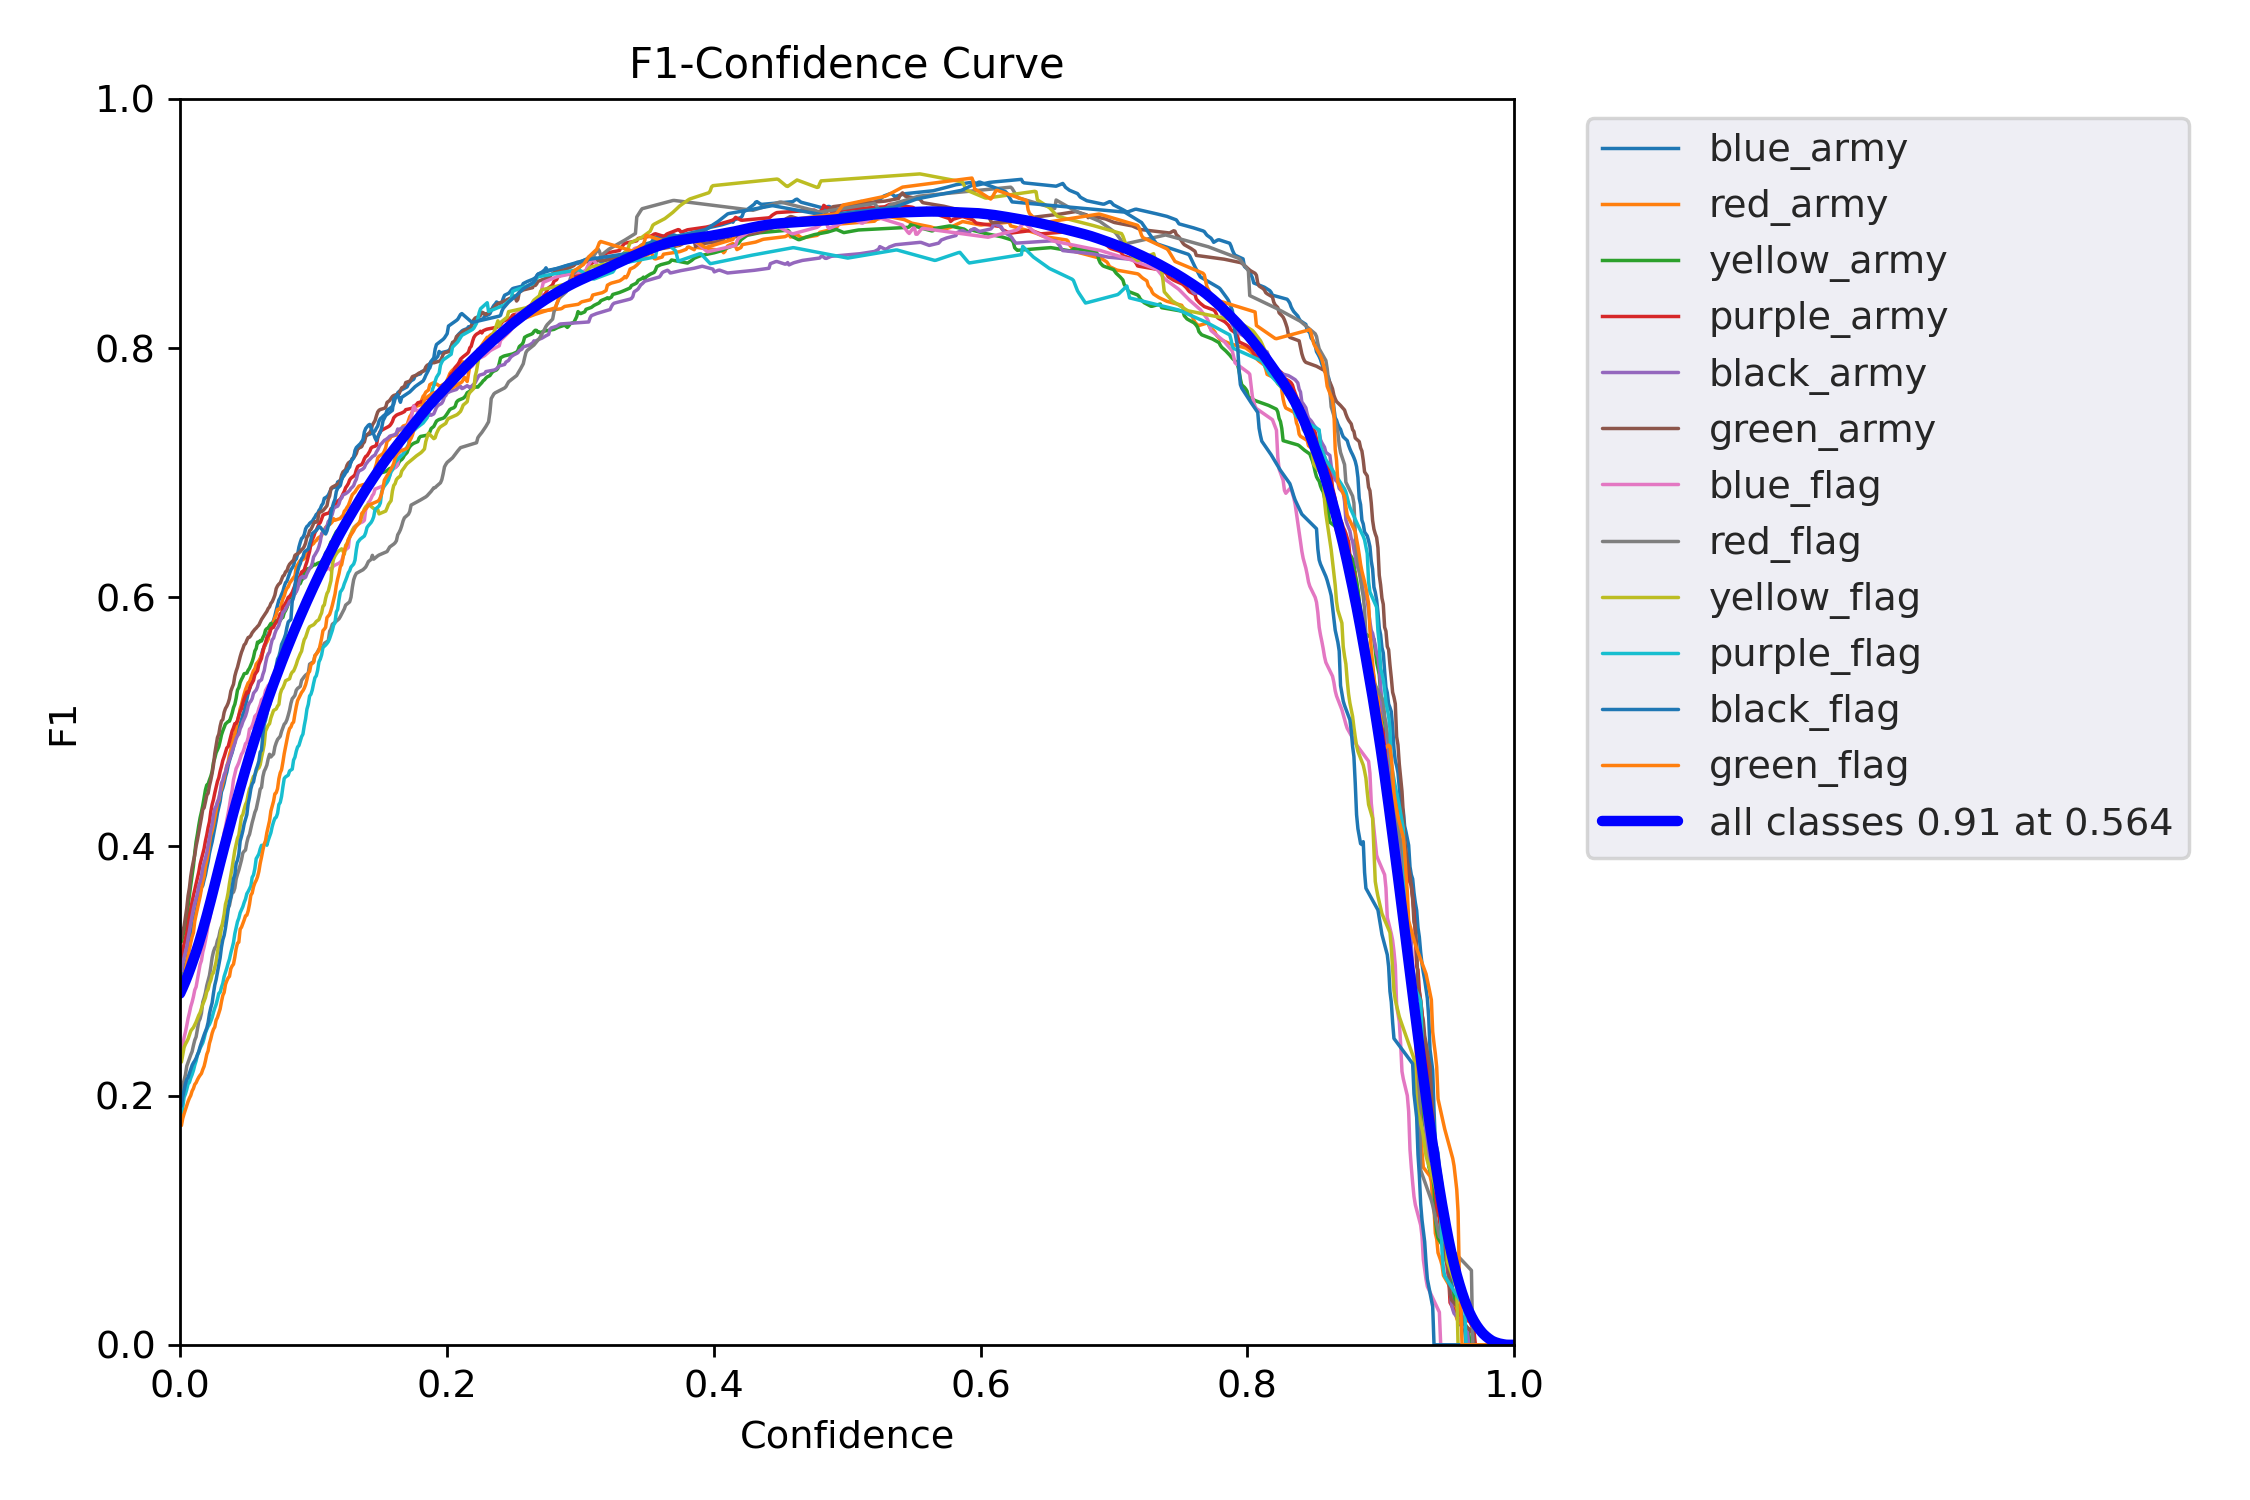 F1-Confidence Curve
1.0
0.8
0.6
0.4
0.2
0.0
F1
0.0 0.2 0.4 0.6 0.8 1.0
Confidence
blue_army
red_army
yellow_army
purple_army
black_army
green_army
blue_flag
red_flag
yellow_flag
purple_flag
black_flag
green_flag
all classes 0.91 at 0.564